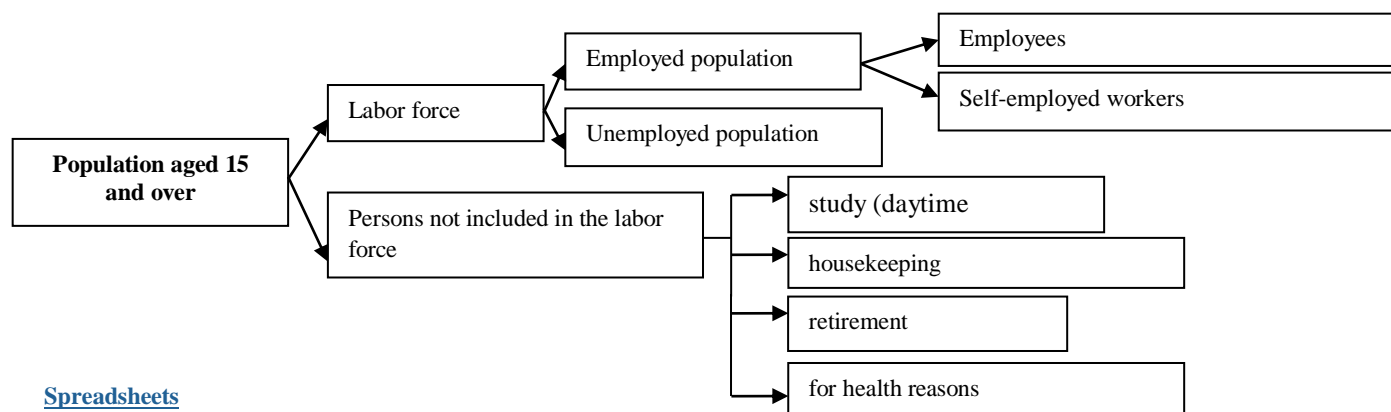 Employees
Employed population
Self-employed workers
Labor force
Unemployed population
Population aged 15
and over
Persons not included in the labor
force
study (daytime
housekeeping
retirement
for health reasons
Spreadsheets